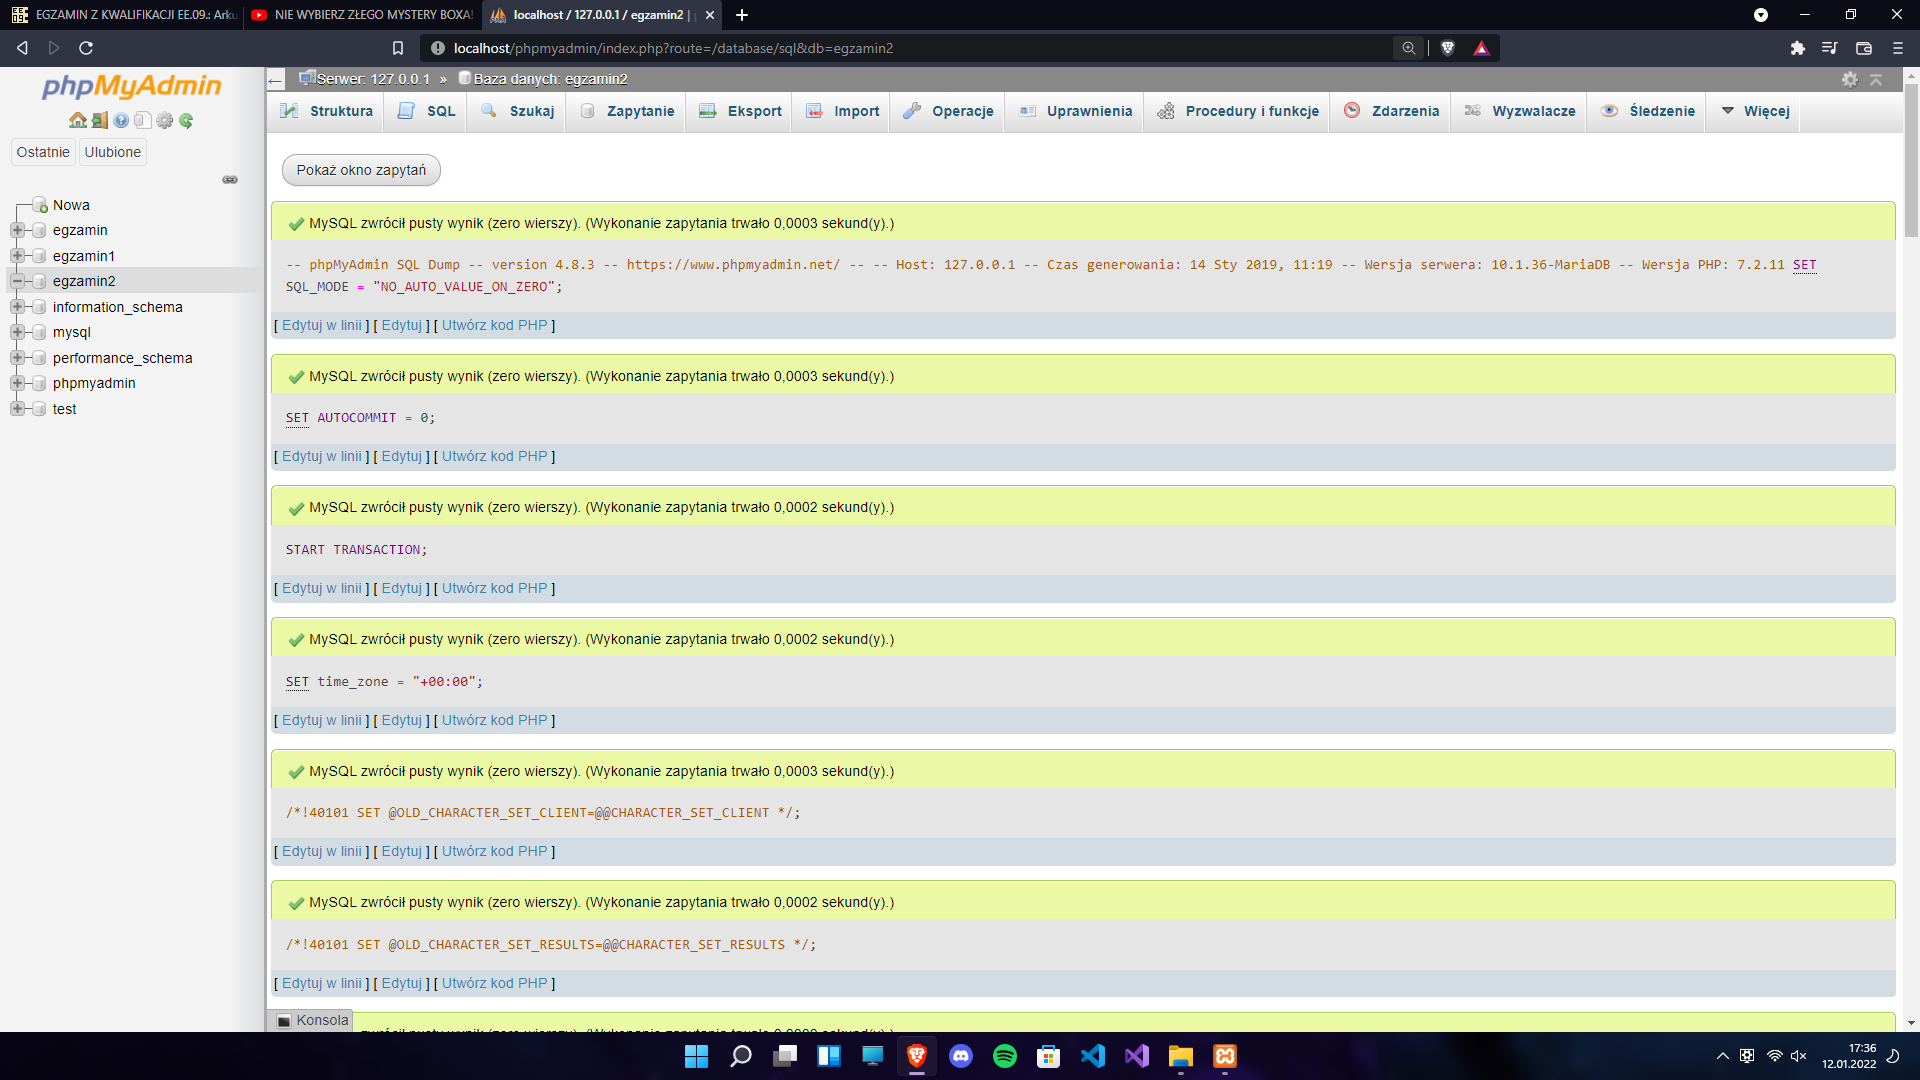 EGZAMIN Z KWALIFIKACJI EE.09.: Arku
NIE WYBIERZ ZŁEGO MYSTERY BOXA!
localhost / 127.0.0.1 / egzamin2 |
localhost/phpmyadmin/index.php?route=/database/sql&db=egzamin2
phpMyAdmin
Ostatnie Ulubione
Nowa
egzamin
egzamin1
egzamin2
information_schema
mysql
performance_schema
phpmyadmin
test
Serwer: 127.0.0.1 » Baza danych: egzamin2
Struktura SQL Szukaj Zapytanie Eksport Import Operacje Uprawnienia Procedury i funkcje Zdarzenia Wyzwalacze Śledzenie Więcej
Pokaż okno zapytań
MySQL zwrócił pusty wynik (zero wierszy). (Wykonanie zapytania trwało 0,0003 sekund(y).)
-- phpMyAdmin SQL Dump -- version 4.8.3 -- https://www.phpmyadmin.net/ -- -- Host: 127.0.0.1 -- Czas generowania: 14 Sty 2019, 11:19 -- Wersja serwera: 10.1.36-MariaDB -- Wersja PHP: 7.2.11 SET
SQL_MODE = "NO_AUTO_VALUE_ON_ZERO";
[ Edytuj w linii ] [ Edytuj ] [ Utwórz kod PHP ]
MySQL zwrócił pusty wynik (zero wierszy). (Wykonanie zapytania trwało 0,0003 sekund(y).)
SET AUTOCOMMIT = 0;
[ Edytuj w linii ] [ Edytuj ] [ Utwórz kod PHP ]
MySQL zwrócił pusty wynik (zero wierszy). (Wykonanie zapytania trwało 0,0002 sekund(y).)
START TRANSACTION;
[ Edytuj w linii ] [ Edytuj ] [ Utwórz kod PHP ]
MySQL zwrócił pusty wynik (zero wierszy). (Wykonanie zapytania trwało 0,0002 sekund(y).)
SET time_zone = "+00:00";
[ Edytuj w linii ] [ Edytuj ] [ Utwórz kod PHP ]
MySQL zwrócił pusty wynik (zero wierszy). (Wykonanie zapytania trwało 0,0003 sekund(y).)
/*!40101 SET @OLD_CHARACTER_SET_CLIENT=@@CHARACTER_SET_CLIENT */;
[ Edytuj w linii ] [ Edytuj ] [ Utwórz kod PHP ]
MySQL zwrócił pusty wynik (zero wierszy). (Wykonanie zapytania trwało 0,0002 sekund(y).)
/*!40101 SET @OLD_CHARACTER_SET_RESULTS=@@CHARACTER_SET_RESULTS */;
[ Edytuj w linii ] [ Edytuj ] [ Utwórz kod PHP ]
Konsola
17:36
12.01.2022